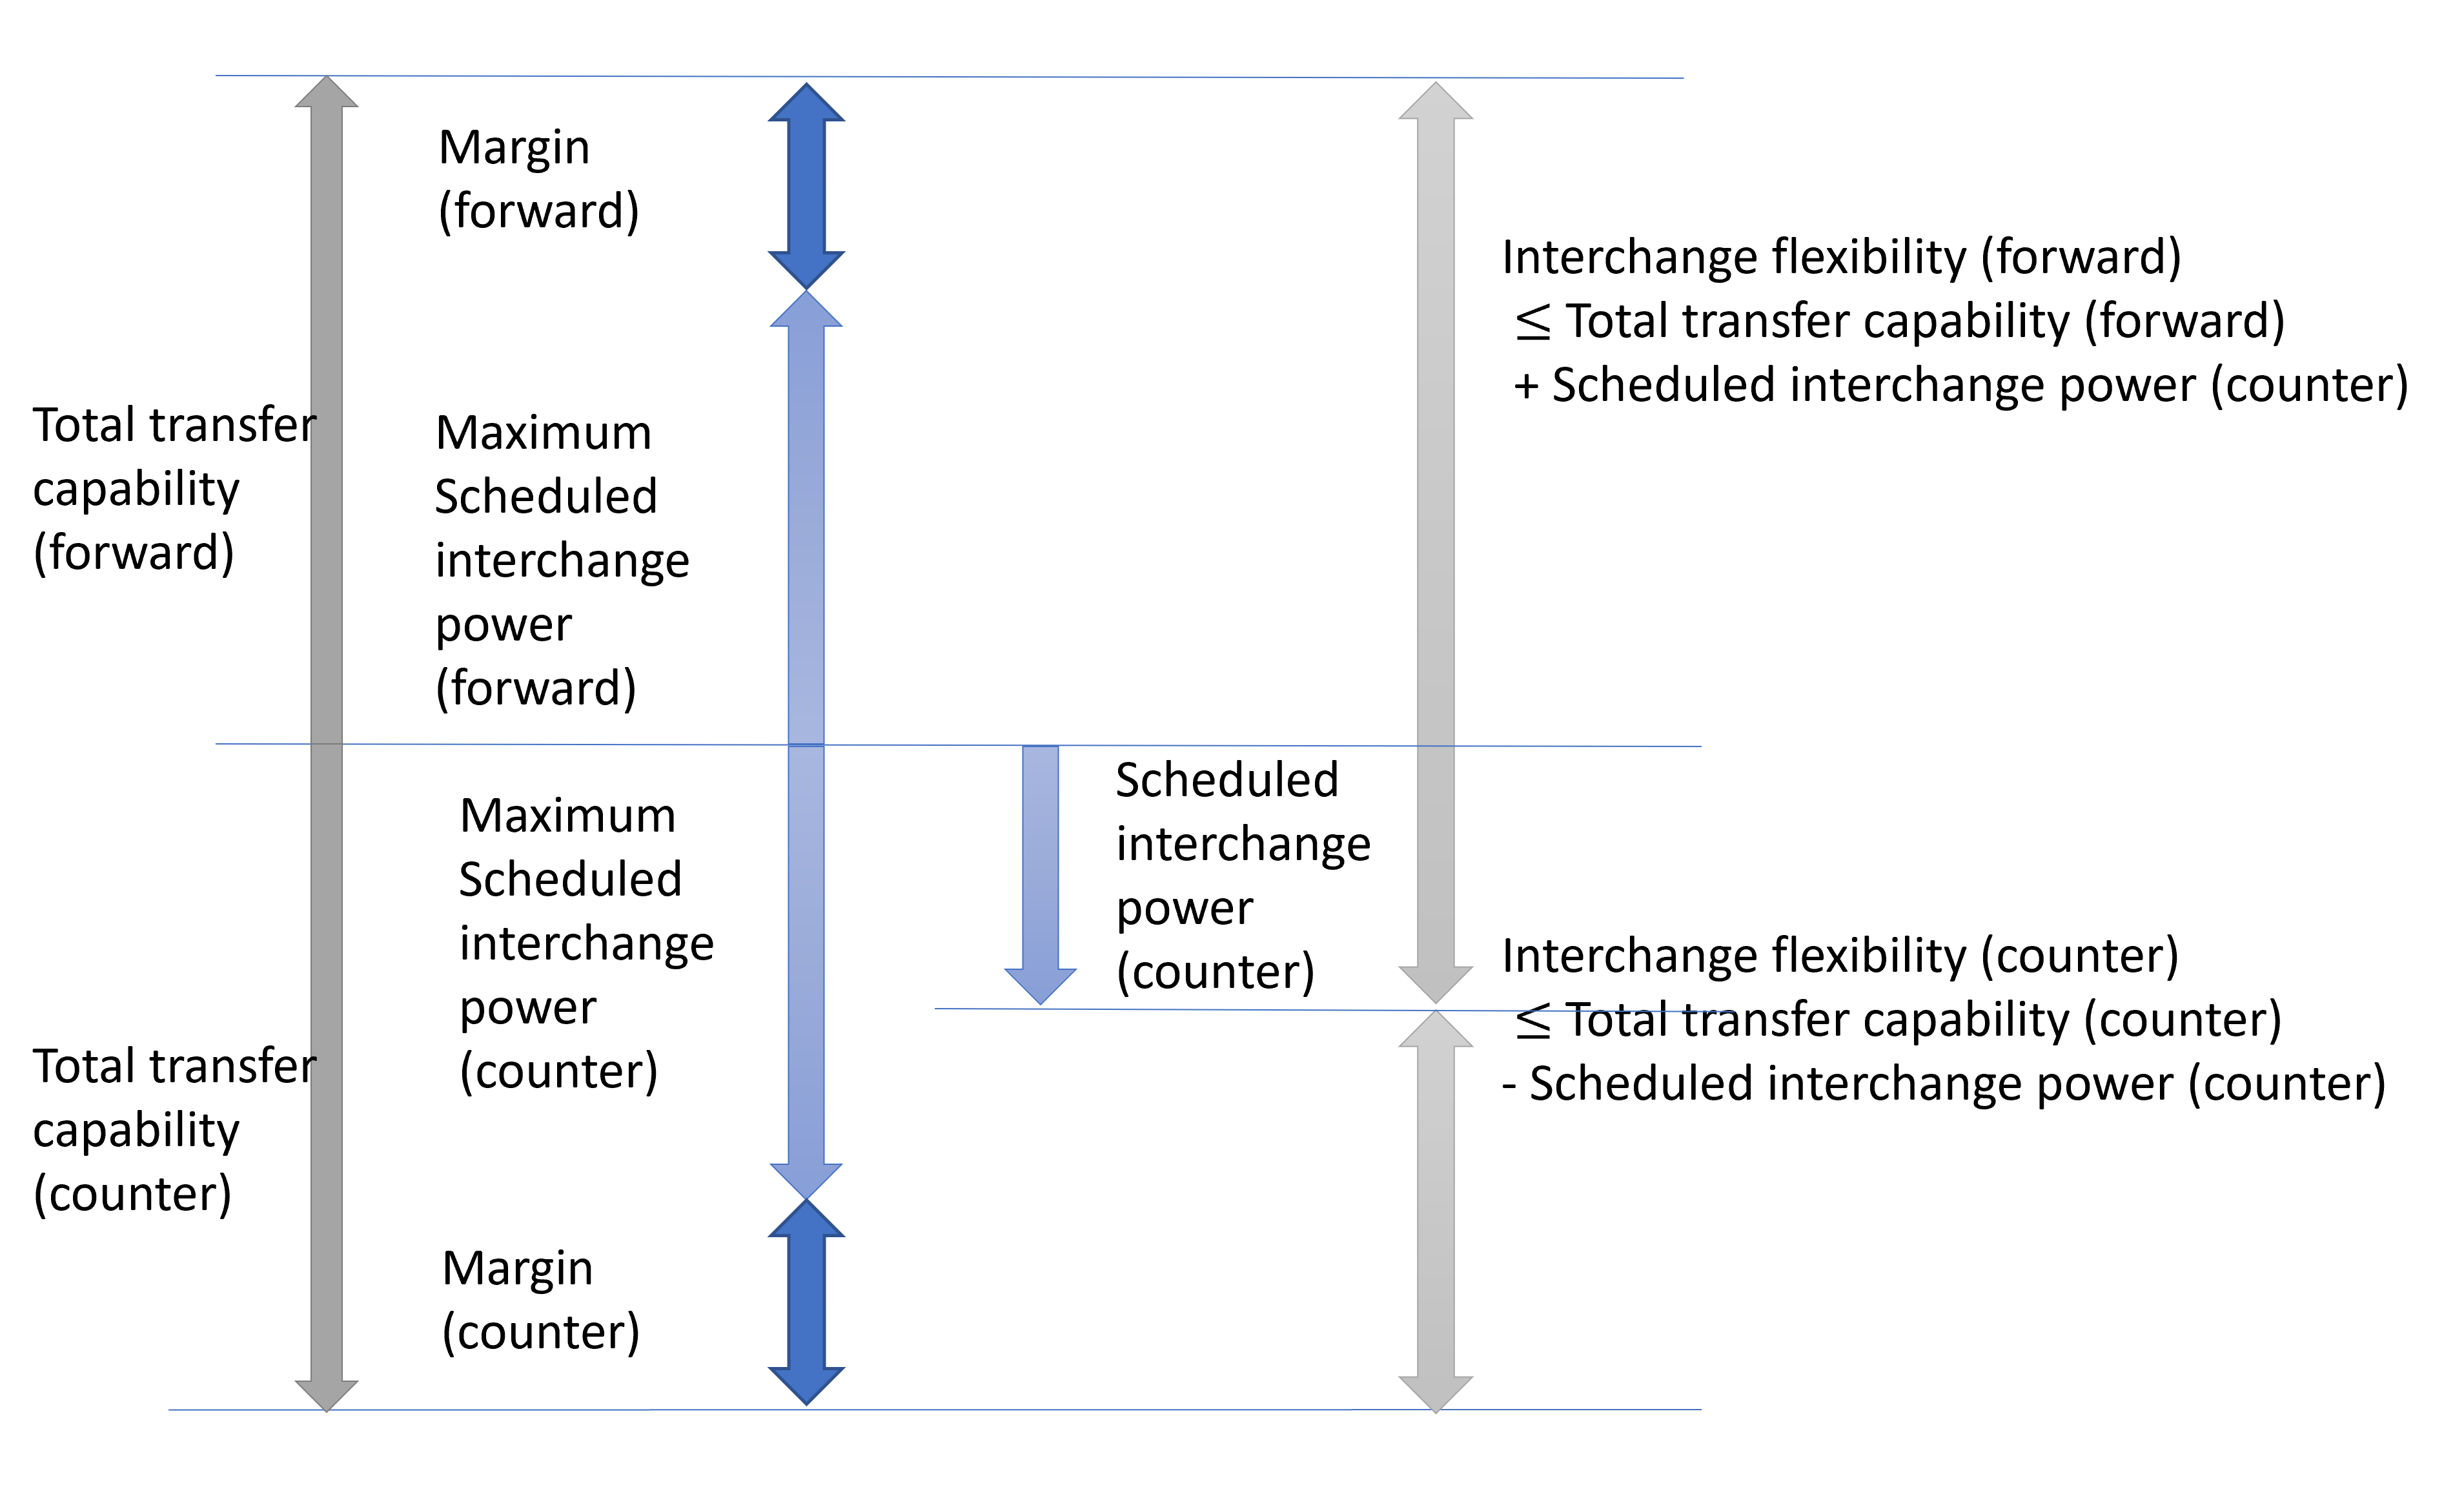 Margin
(forward)
Total transfer
capability
(forward)
Maximum
Scheduled
interchange
power
(forward)
Interchange flexibility (forward)
≤ Total transfer capability (forward)
+ Scheduled interchange power (counter)
Maximum
Scheduled
interchange
power
(counter)
Scheduled
interchange
power
(counter)
Total transfer
capability
(counter)
Interchange flexibility (counter)
≤ Total transfer capability (counter)
- Scheduled interchange power (counter)
Margin
(counter)